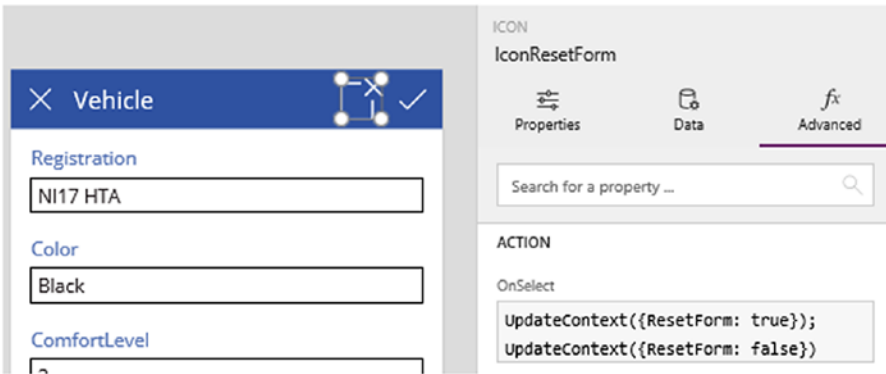 Vehicle
Registration
NI17 HTA
Color
Black
ComfortLevel
ICON
IconResetForm
Properties
Data
fx
Advanced
Search for a property ...
ACTION
OnSelect
UpdateContext({ResetForm: true});
UpdateContext({ResetForm: false})